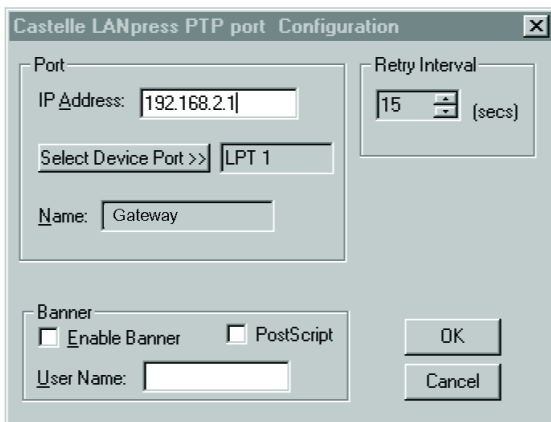 Castelle LANpress PTP port Configuration
Port
IP Address: 192.168.2.1
Select Device Port >> LPT 1
Name: Gateway
Retry Interval
15 (secs)
Banner
Enable Banner PostScript
User Name:
OK
Cancel